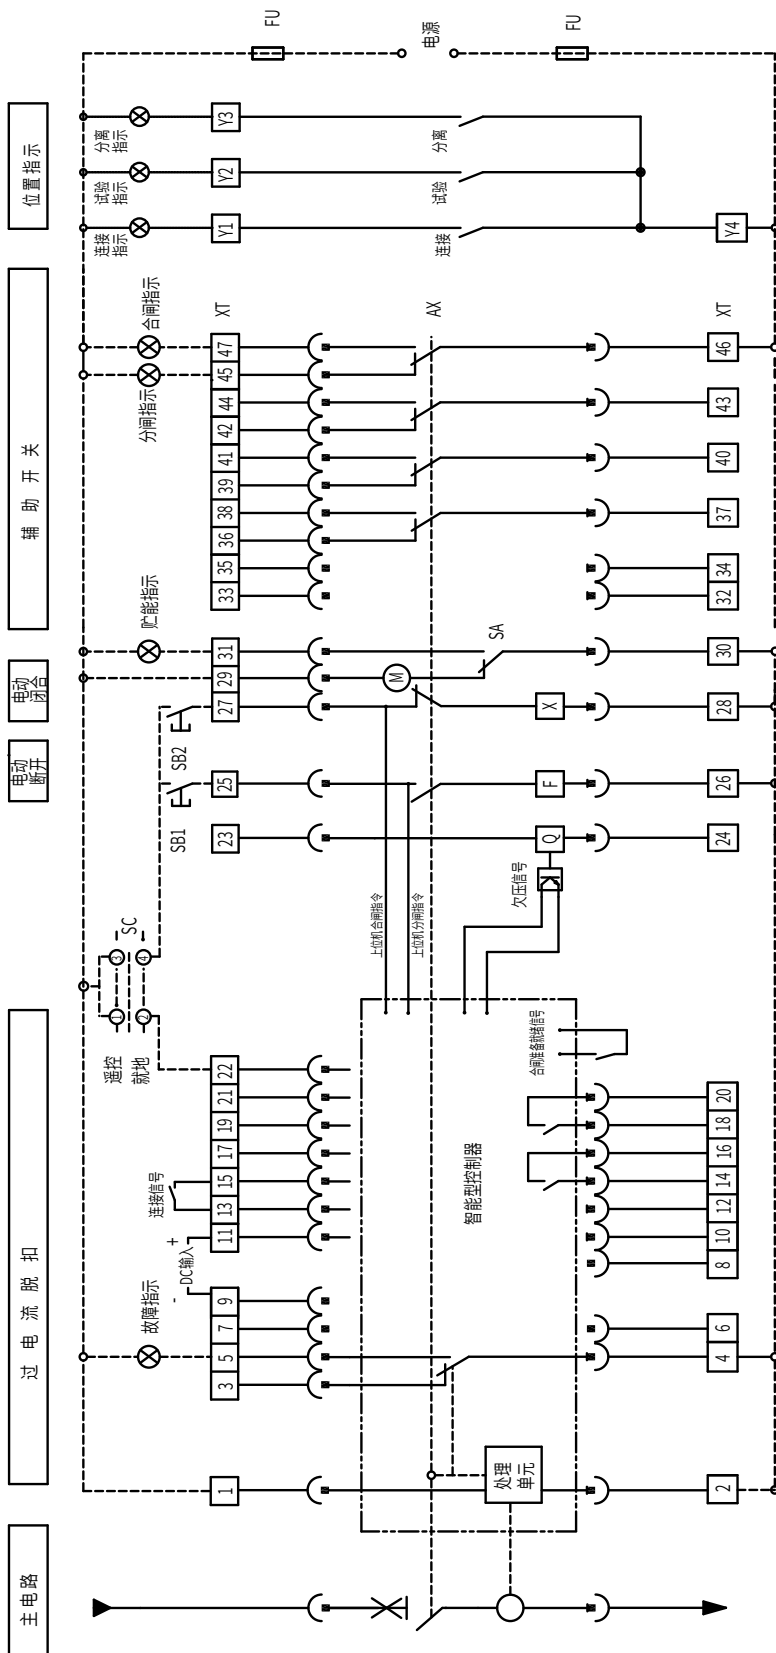 FU
电源
FU
位置指示
分离
指示
Y3
分离
试验
指示
Y2
试验
连接
指示
Y1
连接
Y4
辅助开关
合闸指示
XT
AX
XT
47
46
分闸指示
45
44
43
42
41
40
39
38
37
36
35
34
33
32
贮能指示
31
SA
30
电动
闭合
29
M
27
X
28
SB2
电动
断开
25
F
26
SB1
23
Q
24
欠压信号
上位机合闸指令
上位机分闸指令
SC
3
4
1
2
遥控
就地
合闸准备就绪信号
过电流脱扣
22
21
20
19
18
17
16
智能型控制器
连接信号
15
14
13
12
11
10
+
DC输入
-
8
故障指示
9
7
6
5
4
3
处理
单元
1
2
主电路